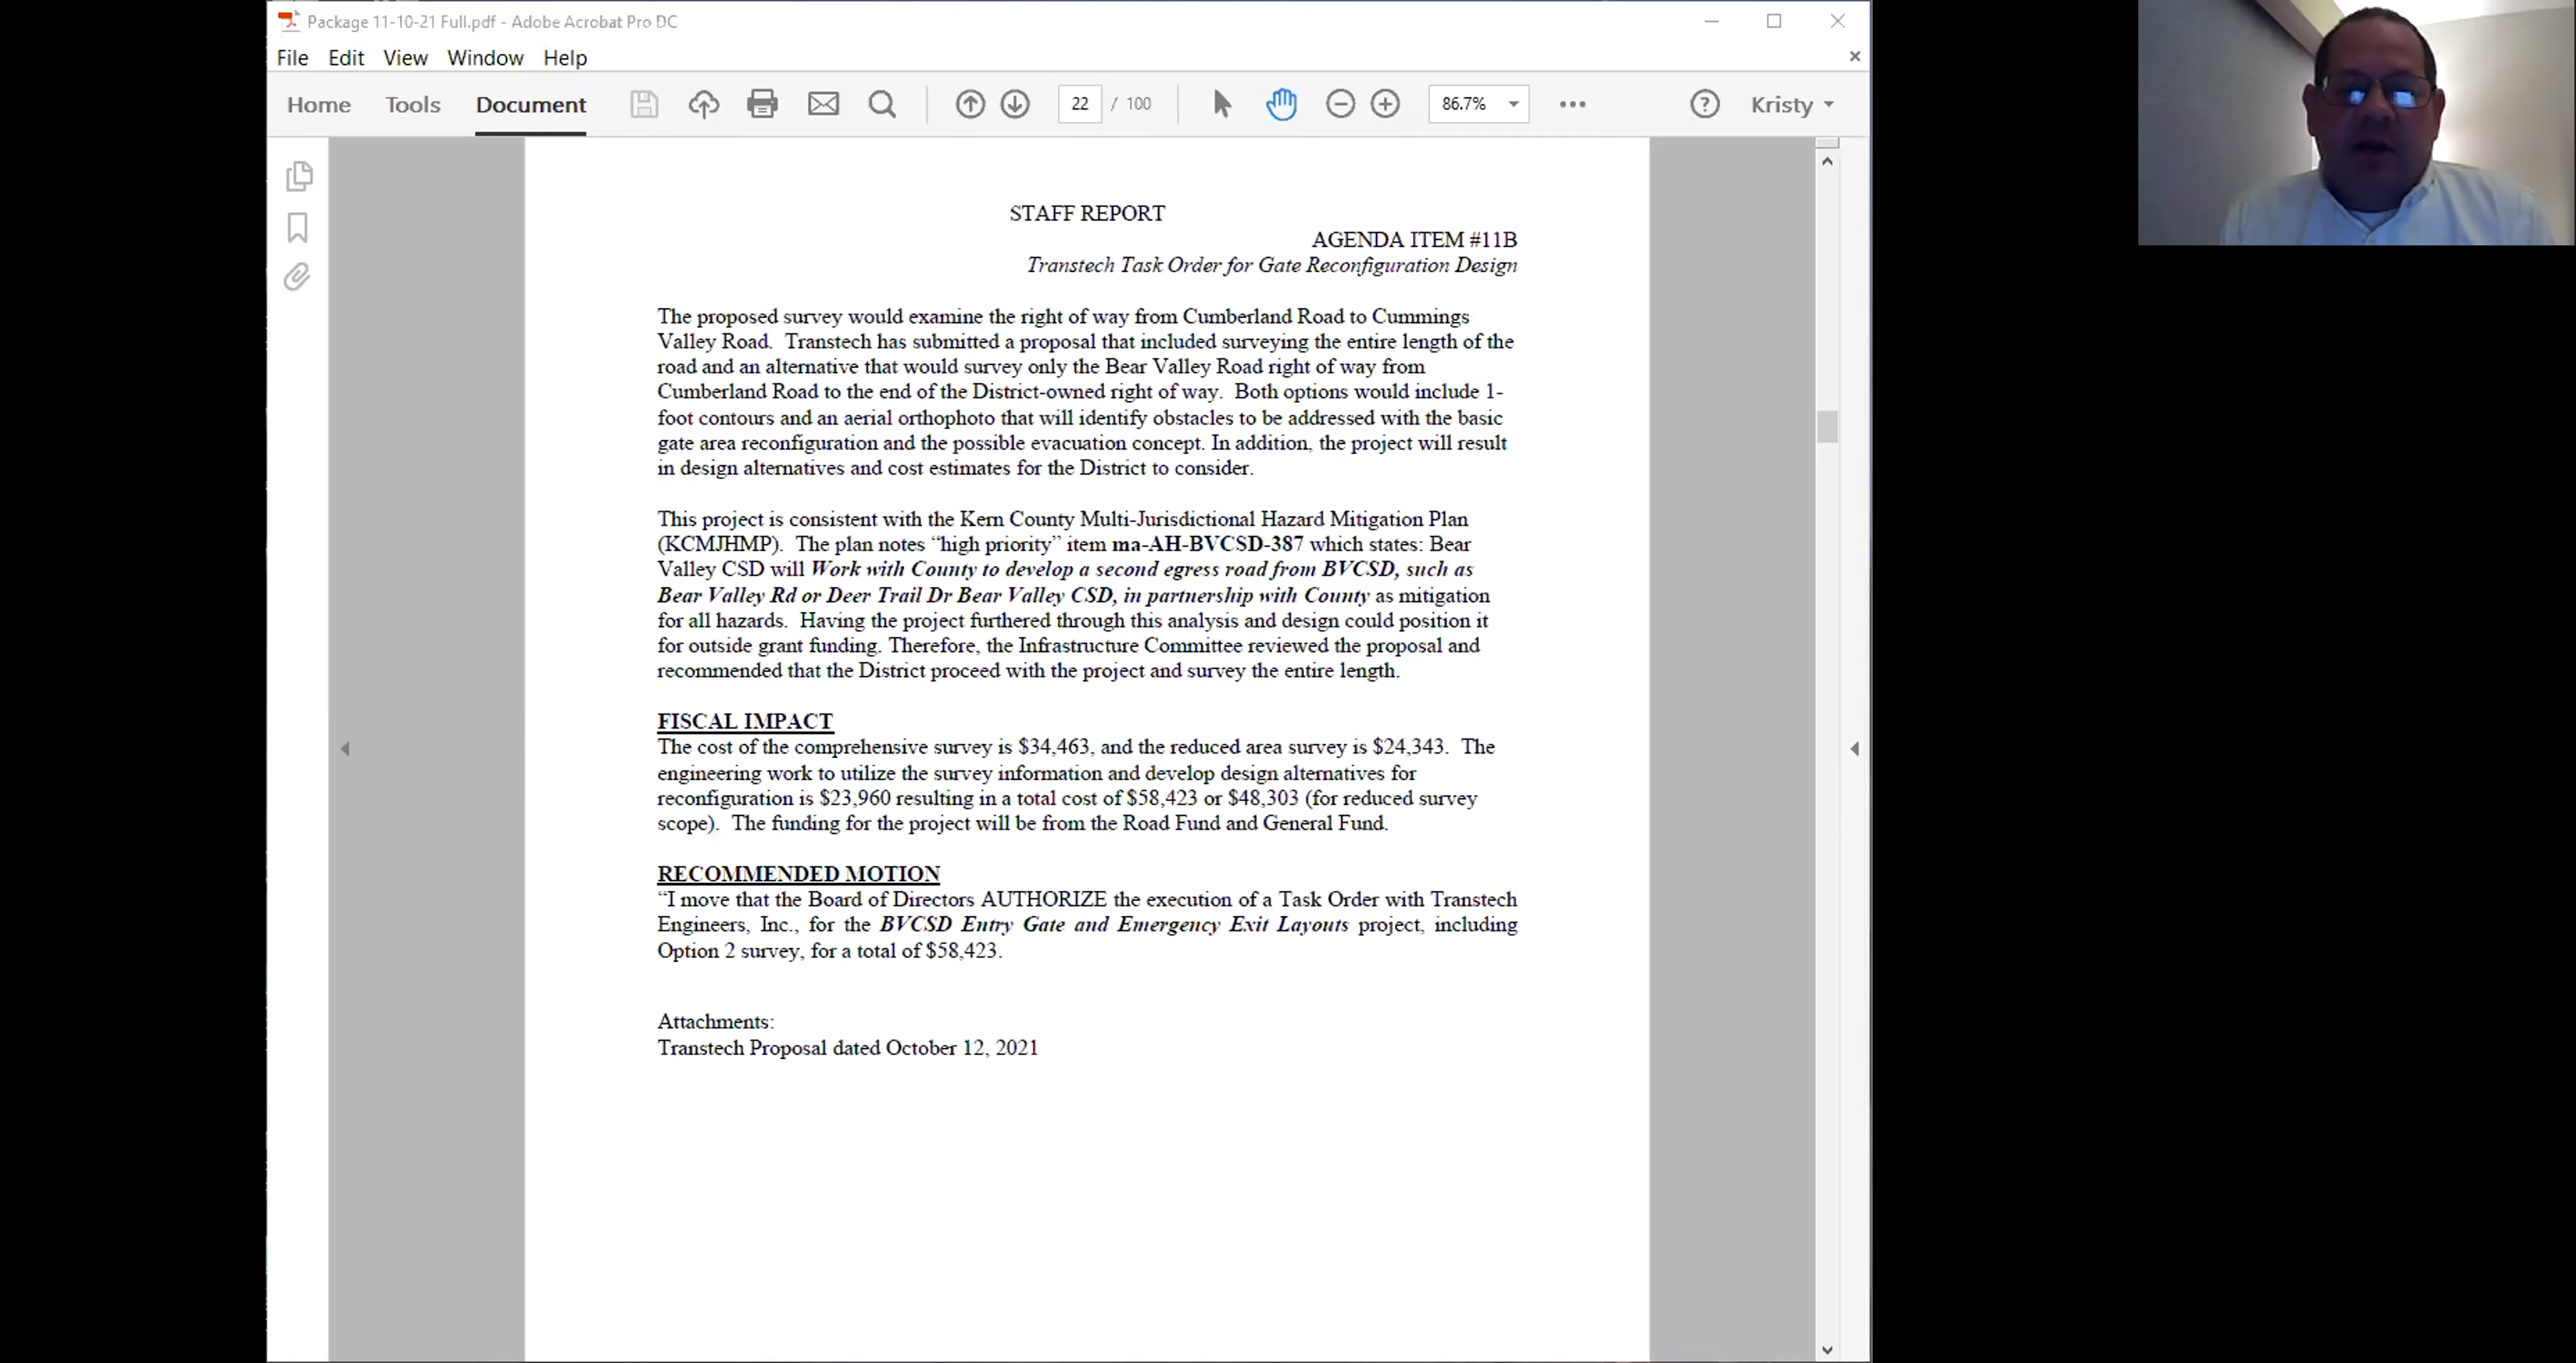 Package 11-10-21 Full.pdf - Adobe Acrobat Pro DC
File Edit View Window Help
Home Tools Document 22 / 100 86.7% Kristy
STAFF REPORT
AGENDA ITEM #11B
Transtech Task Order for Gate Reconfiguration Design
The proposed survey would examine the right of way from Cumberland Road to Cummings
Valley Road.  Transtech has submitted a proposal that included surveying the entire length of the
road and an alternative that would survey only the Bear Valley Road right of way from
Cumberland Road to the end of the District-owned right of way.  Both options would include 1-
foot contours and an aerial orthophoto that will identify obstacles to be addressed with the basic
gate area reconfiguration and the possible evacuation concept. In addition, the project will result
in design alternatives and cost estimates for the District to consider.
This project is consistent with the Kern County Multi-Jurisdictional Hazard Mitigation Plan
(KCMJHMP).  The plan notes “high priority” item ma-AH-BVCSD-387 which states: Bear
Valley CSD will Work with County to develop a second egress road from BVCSD, such as
Bear Valley Rd or Deer Trail Dr Bear Valley CSD, in partnership with County as mitigation
for all hazards.  Having the project furthered through this analysis and design could position it
for outside grant funding. Therefore, the Infrastructure Committee reviewed the proposal and
recommended that the District proceed with the project and survey the entire length.
FISCAL IMPACT
The cost of the comprehensive survey is $34,463, and the reduced area survey is $24,343.  The
engineering work to utilize the survey information and develop design alternatives for
reconfiguration is $23,960 resulting in a total cost of $58,423 or $48,303 (for reduced survey
scope).  The funding for the project will be from the Road Fund and General Fund.
RECOMMENDED MOTION
“I move that the Board of Directors AUTHORIZE the execution of a Task Order with Transtech
Engineers, Inc., for the BVCSD Entry Gate and Emergency Exit Layouts project, including
Option 2 survey, for a total of $58,423.
Attachments:
Transtech Proposal dated October 12, 2021